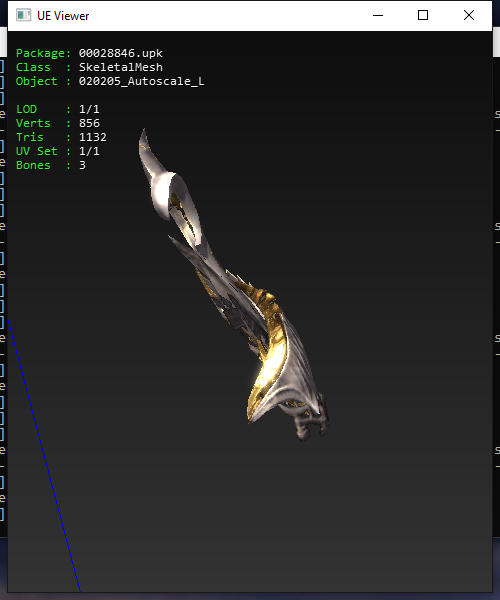 UE Viewer
Package: 00028846.upk
Class : SkeletalMesh
Object : 020205_Autoscale_L
LOD : 1/1
Verts : 856
Tris : 1132
UV Set : 1/1
Bones : 3